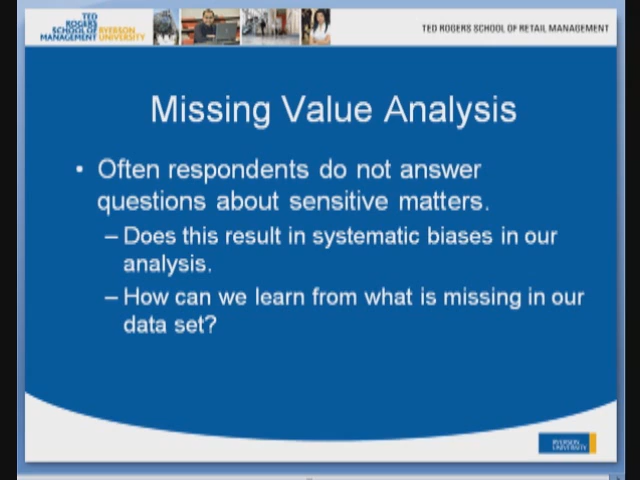 TED
ROGERS
SCHOOL OF RYERSON
MANAGEMENT UNIVERSITY
TED ROGERS SCHOOL OF RETAIL MANAGEMENT
Missing Value Analysis
• Often respondents do not answer
questions about sensitive matters.
– Does this result in systematic biases in our
analysis.
– How can we learn from what is missing in our
data set?
RYERSON
UNIVERSITY